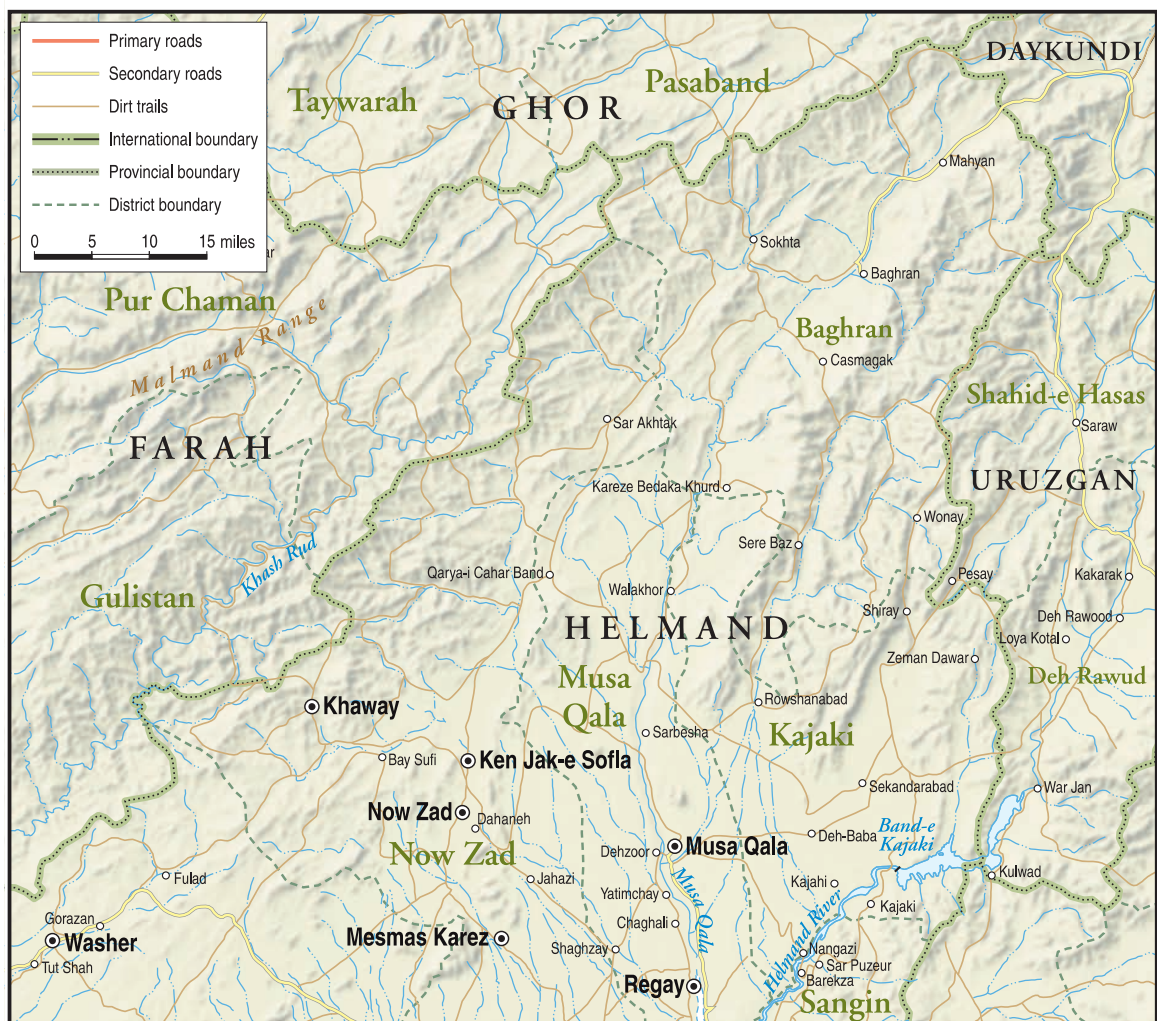 Primary roads
Secondary roads
Dirt trails
International boundary
Provincial boundary
District boundary
0 5 10 15 miles
DAYKUNDI
Pasaband
Taywarah
GHOR
Mahyan
Sokhta
Baghran
Pur Chaman
Malmand Range
Baghran
Casmagak
Shahid-e Hasas
Saraw
Sar Akhtak
FARAH
URUZGAN
Kareze Bedaka Khurd
Wonay
Sere Baz
Khash Rud
Qarya-i Cahar Band
Pesay
Kakarak
Gulistan
Walakhor
Shiray
Deh Rawood
HELMAND
Loya Kotal
Zeman Dawar
Musa
Qala
Deh Rawud
Khaway
Rowshanabad
Sarbesha
Kajaki
Bay Sufi
Ken Jak-e Sofla
Sekandarabad
War Jan
Now Zad
Dahaneh
Deh-Baba
Band-e
Kajaki
Musa Qala
Dehzoor
Now Zad
Fulad
Jahazi
Musa Qala
Kajahi
Kulwad
Yatimchay
Kajaki
Gorazan
Chaghali
Helmand River
Washer
Mesmas Karez
Shaghzay
Nangazi
Tut Shah
Sar Puzeur
Barekza
Regay
Sangin